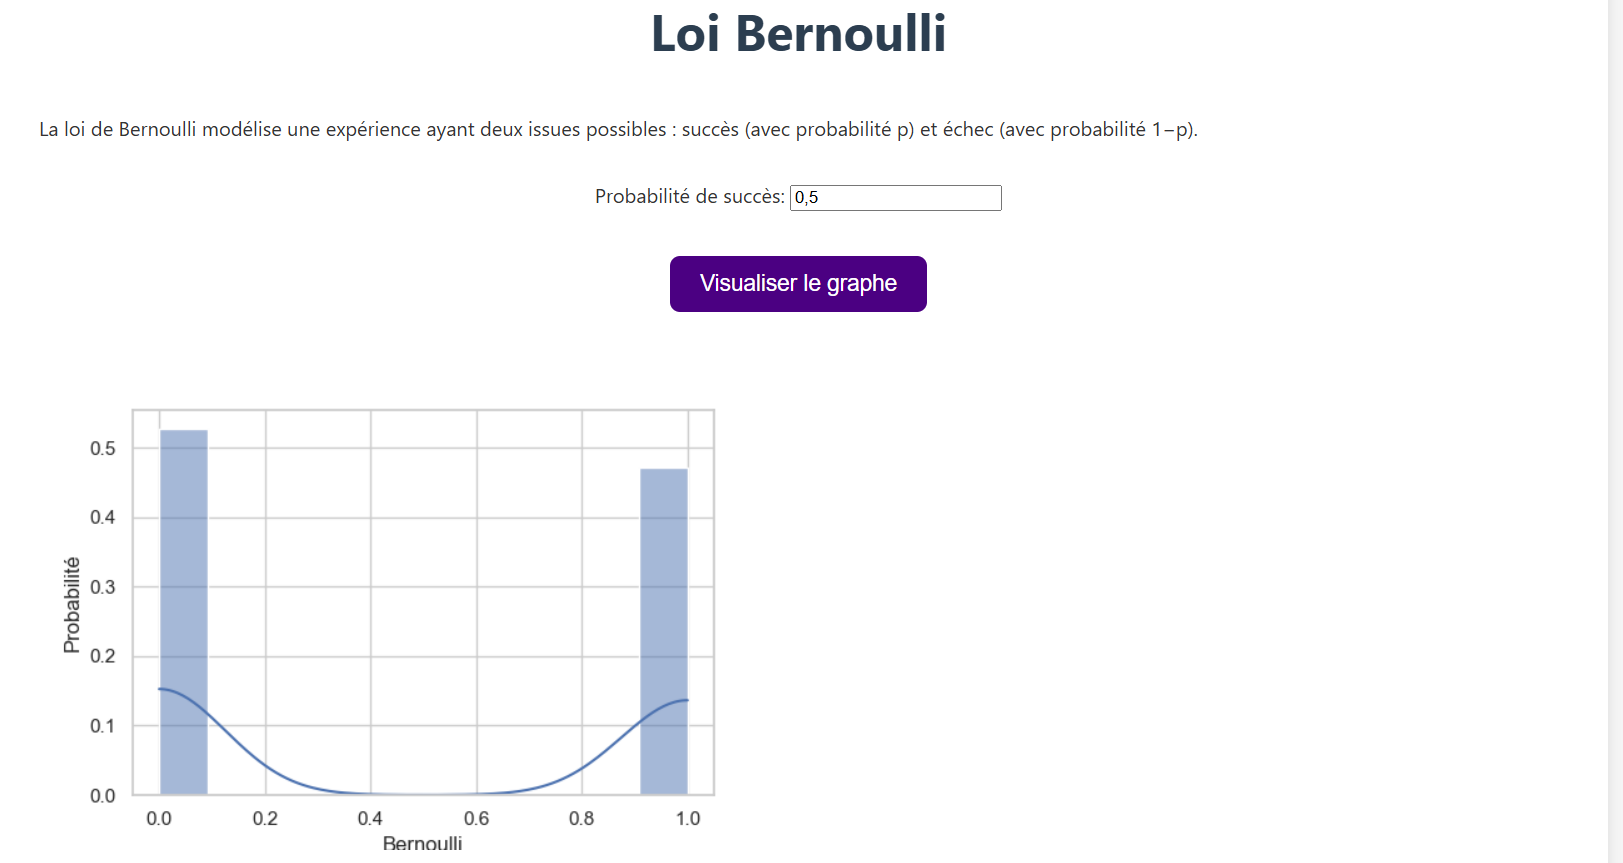 Loi Bernoulli
La loi de Bernoulli modélise une expérience ayant deux issues possibles : succès (avec probabilité p) et échec (avec probabilité 1−p).
Probabilité de succès: 0,5
Visualiser le graphe
0.5
0.4
0.3
0.2
0.1
0.0
Probabilité
0.0 0.2 0.4 0.6 0.8 1.0
Bernoulli